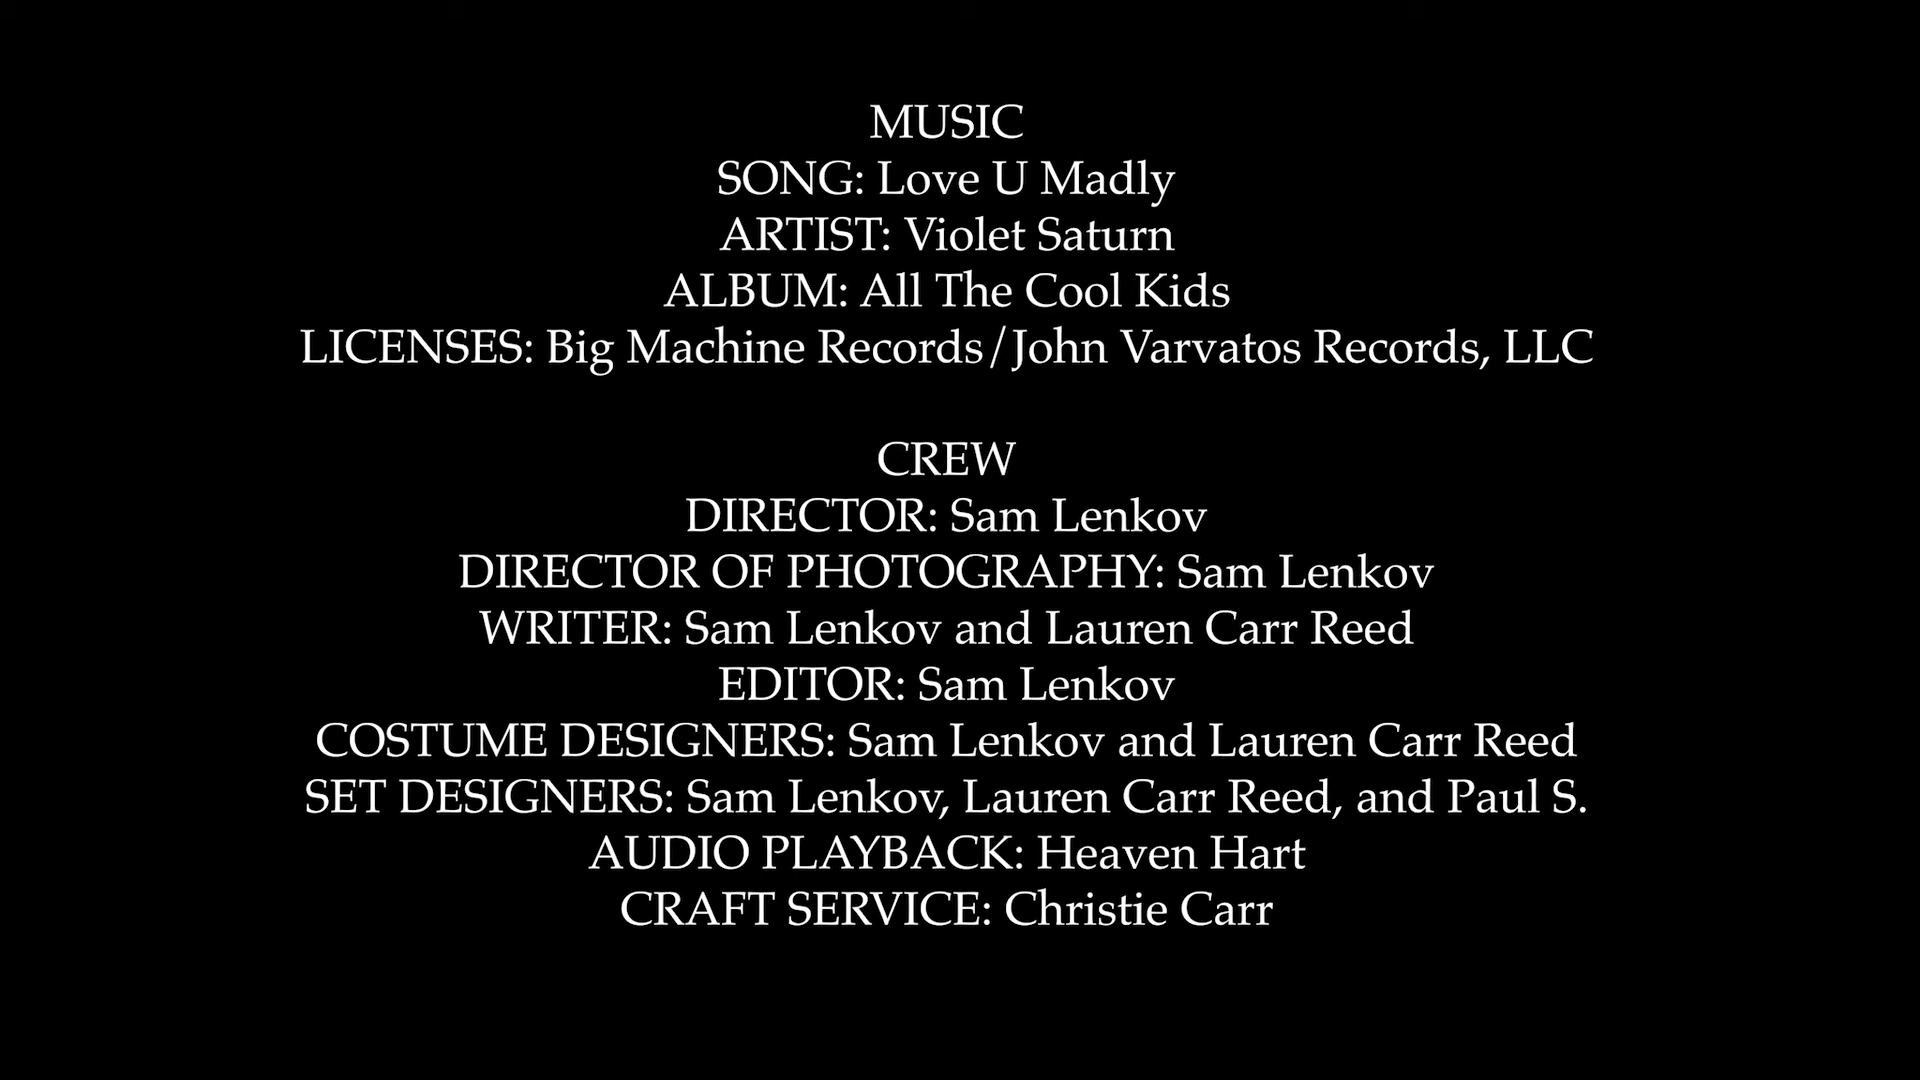 MUSIC
SONG: Love U Madly
ARTIST: Violet Saturn
ALBUM: All The Cool Kids
LICENSES: Big Machine Records/John Varvatos Records, LLC
CREW
DIRECTOR: Sam Lenkov
DIRECTOR OF PHOTOGRAPHY: Sam Lenkov
WRITER: Sam Lenkov and Lauren Carr Reed
EDITOR: Sam Lenkov
COSTUME DESIGNERS: Sam Lenkov and Lauren Carr Reed
SET DESIGNERS: Sam Lenkov, Lauren Carr Reed, and Paul S.
AUDIO PLAYBACK: Heaven Hart
CRAFT SERVICE: Christie Carr